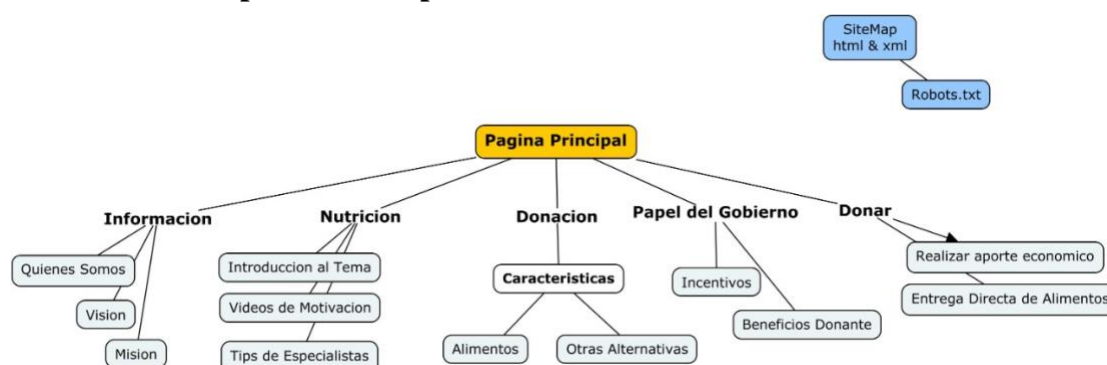 SiteMap
html & xml
Robots.txt
Pagina Principal
Informacion
Nutricion
Donacion
Papel del Gobierno
Donar
Quienes Somos
Vision
Mision
Introduccion al Tema
Videos de Motivacion
Tips de Especialistas
Caracteristicas
Alimentos
Otras Alternativas
Incentivos
Beneficios Donante
Realizar aporte economico
Entrega Directa de Alimentos